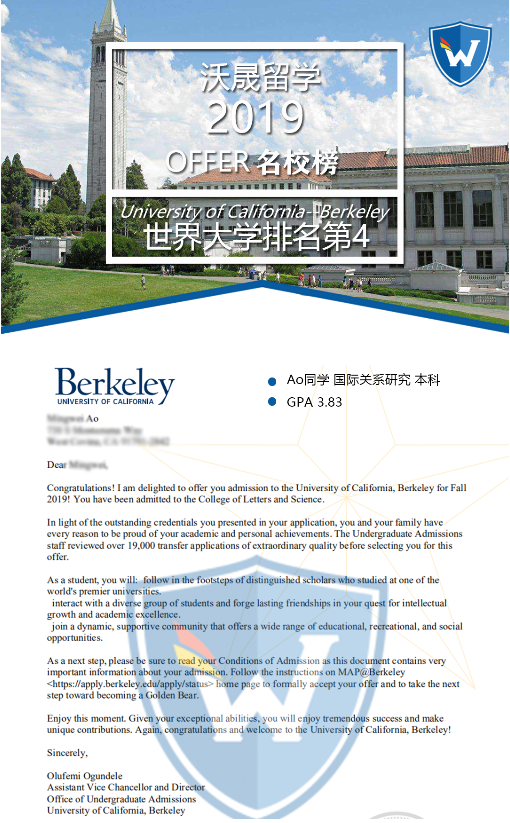 W
沃晟留学
2019
OFFER 名校榜
University of California- Berkeley
世界大学排名第4
Berkeley
UNIVERSITY OF CALIFORNIA
Ao同学 国际关系研究 本科
GPA 3.83
Ao
Dear
Congratulations! I am delighted to offer you admission to the University of California, Berkeley for Fall
2019! You have been admitted to the College of Letters and Science.
In light of the outstanding credentials you presented in your application, you and your family have
every reason to be proud of your academic and personal achievements. The Undergraduate Admissions
staff reviewed over 19,000 transfer applications of extraordinary quality before selecting you for this
offer.
As a student, you will: follow in the footsteps of distinguished scholars who studied at one of the
world's premier universities.
interact with a diverse group of students and forge lasting friendships in your quest for intellectual
growth and academic excellence.
join a dynamic, supportive community that offers a wide range of educational, recreational, and social
opportunities.
As a next step, please be sure to read your Conditions of Admission as this document contains very
important information about your admission. Follow the instructions on MAP@Berkeley
<https://apply.berkeley.edu/apply/status> home page to formally accept your offer and to take the next
step toward becoming a Golden Bear.
Enjoy this moment. Given your exceptional abilities, you will enjoy tremendous success and make
unique contributions. Again, congratulations and welcome to the University of California, Berkeley!
Sincerely,
Olufemi Ogundele
Assistant Vice Chancellor and Director
Office of Undergraduate Admissions
University of California, Berkeley